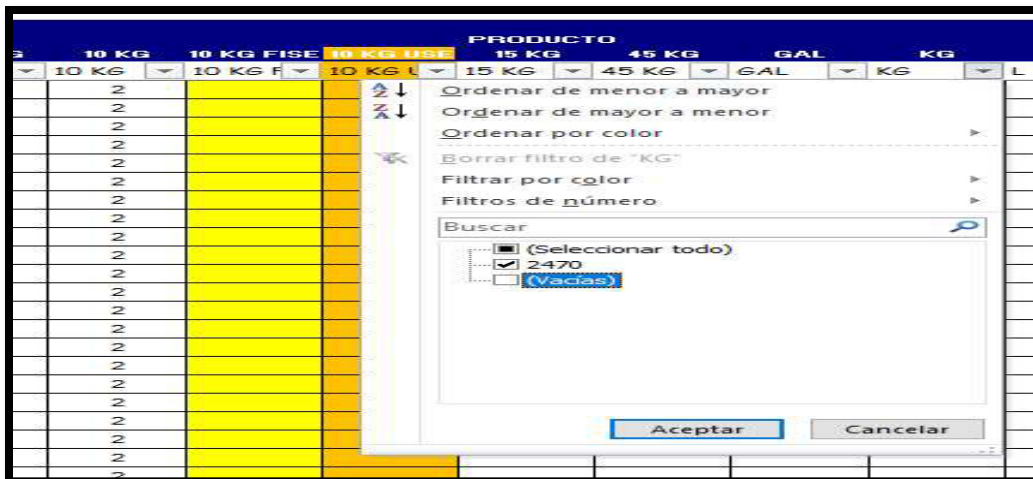 PRODUCTO
10 KG 10 KG FISE 10 KG USE 15 KG 45 KG GAL KG
10 KG 10 KG F 10 KG U 15 KG 45 KG GAL KG L
2
Ordenar de menor a mayor
2
Ordenar de mayor a menor
2
Ordenar por color
2
2
Borrar filtro de "KG"
2
Filtrar por color
2
Filtros de número
2
Buscar
2
(Seleccionar todo)
2
2470
2
(Vacías)
2
2
2
2
2
2
2
2
Aceptar Cancelar
2
2
2